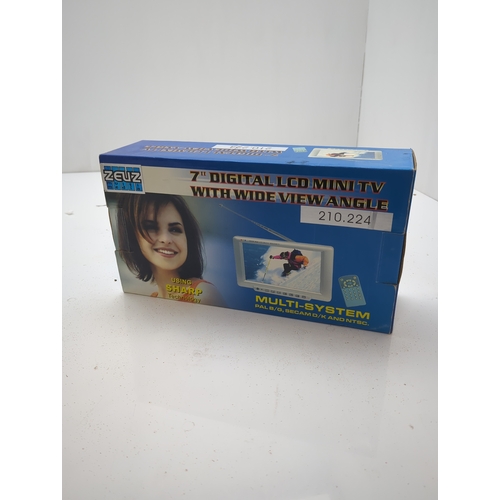 ZEUZ
7" DIGITAL LCD MINI TV
WITH WIDE VIEW ANGLE
210.224
USING
SHARP
Technology
MULTI-SYSTEM
PAL B/G, SECAM D/K AND NTSC.